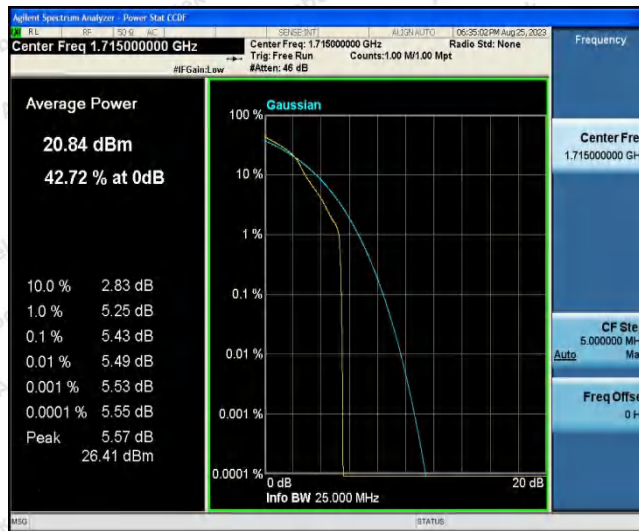 Agilent Spectrum Analyzer - Power Stat CCDF
RL RF 50 Ω AC SENSE:INT ALIGN AUTO 06:35:02 PM Aug 25, 2023
Center Freq 1.715000000 GHz
Center Freq: 1.715000000 GHz
Radio Std: None
Trig: Free Run
Counts:1.00 M/1.00 Mpt
#IFGain:Low
#Atten: 46 dB
Frequency
Average Power
20.84 dBm
42.72 % at 0dB
10.0 % 2.83 dB
1.0 % 5.25 dB
0.1 % 5.43 dB
0.01 % 5.49 dB
0.001 % 5.53 dB
0.0001 % 5.55 dB
Peak 5.57 dB
26.41 dBm
Gaussian
100 %
10 %
1 %
0.1 %
0.01 %
0.001 %
0.0001 %
0 dB
20 dB
Info BW 25.000 MHz
Center Fre
1.715000000 GH
CF Ste
5.000000 MH
Auto Ma
Freq Offse
0 H
MSG
STATUS